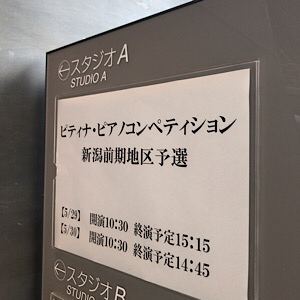 ←スタジオA
STUDIO A
ピティナ・ピアノコンペティション
新潟前期地区予選
【5/29】 開演10:30 終演予定15:15
【5/30】 開演10:30 終演予定14:45
←スタジオB
STUDIO